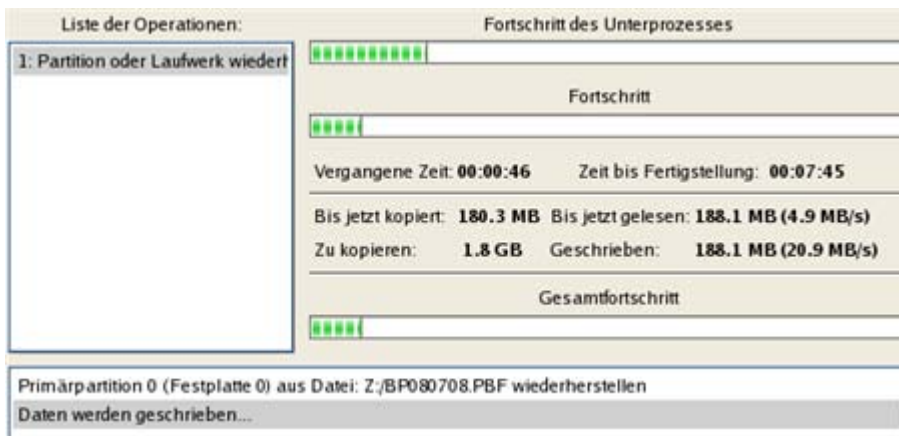 Liste der Operationen:
1: Partition oder Laufwerk wiederh
Fortschritt des Unterprozesses
Fortschritt
Vergangene Zeit: 00:00:46 Zeit bis Fertigstellung: 00:07:45
Bis jetzt kopiert: 180.3 MB Bis jetzt gelesen: 188.1 MB (4.9 MB/s)
Zu kopieren: 1.8 GB Geschrieben: 188.1 MB (20.9 MB/s)
Gesamtfortschritt
Primärpartition 0 (Festplatte 0) aus Datei: Z:/BP080708.PBF wiederherstellen
Daten werden geschrieben...